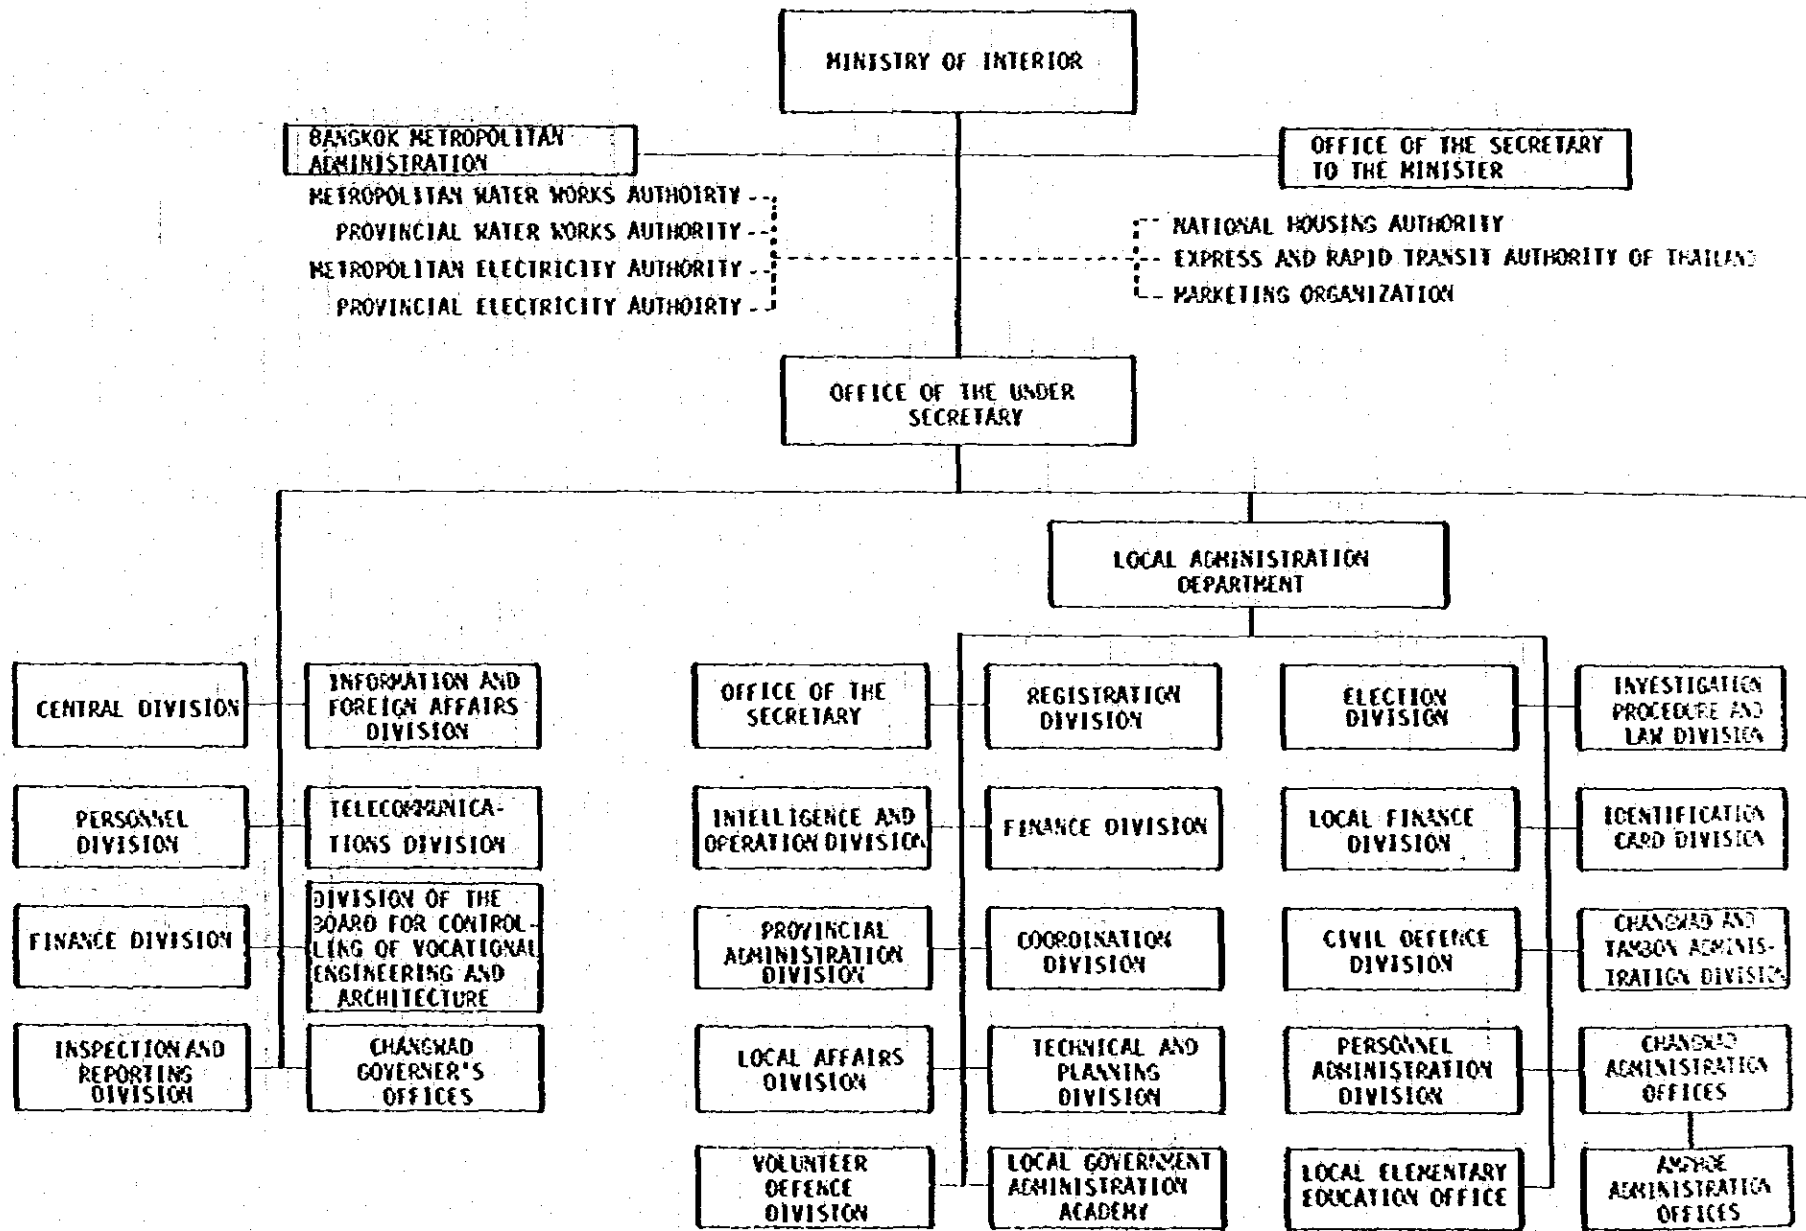 MINISTRY OF INTERIOR
BANGKOK METROPOLITAN
ADMINISTRATION
OFFICE OF THE SECRETARY
TO THE MINISTER
METROPOLITAN WATER WORKS AUTHOIRTY
PROVINCIAL WATER WORKS AUTHORITY
METROPOLITAN ELECTRICITY AUTHORITY
PROVINCIAL ELECTRICITY AUTHOIRTY
NATIONAL HOUSING AUTHORITY
EXPRESS AND RAPID TRANSIT AUTHORITY OF THAILAND
MARKETING ORGANIZATION
OFFICE OF THE UNDER
SECRETARY
LOCAL ADMINISTRATION
DEPARTMENT
CENTRAL DIVISION
INFORMATION AND
FOREIGN AFFAIRS
DIVISION
OFFICE OF THE
SECRETARY
REGISTRATION
DIVISION
ELECTION
DIVISION
INVESTIGATION
PROCEDURE AND
LAW DIVISION
PERSONNEL
DIVISION
TELECOMMUNICA-
TIONS DIVISION
INTELLIGENCE AND
OPERATION DIVISION
FINANCE DIVISION
LOCAL FINANCE
DIVISION
IDENTIFICATION
CARD DIVISION
FINANCE DIVISION
DIVISION OF THE
BOARD FOR CONTROL-
LING OF VOCATIONAL
ENGINEERING AND
ARCHITECTURE
PROVINCIAL
ADMINISTRATION
DIVISION
COORDINATION
DIVISION
CIVIL DEFENCE
DIVISION
CHANGWAD AND
TAMBON ADMINIS-
TRATION DIVISION
INSPECTION AND
REPORTING
DIVISION
CHANGWAD
GOVERNER'S
OFFICES
LOCAL AFFAIRS
DIVISION
TECHNICAL AND
PLANNING
DIVISION
PERSONNEL
ADMINISTRATION
DIVISION
CHANGWAD
ADMINISTRATION
OFFICES
VOLUNTEER
DEFENCE
DIVISION
LOCAL GOVERNMENT
ADMINISTRATION
ACADEMY
LOCAL ELEMENTARY
EDUCATION OFFICE
AMPHOE
ADMINISTRATION
OFFICES